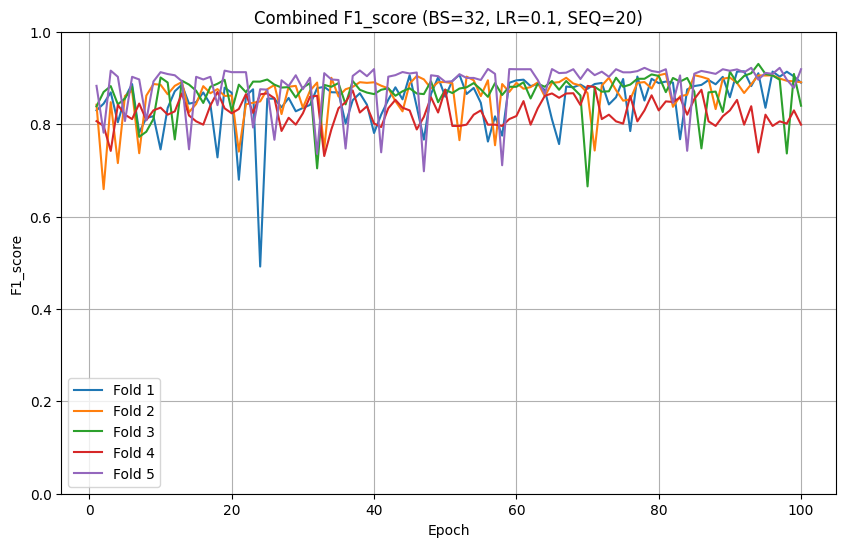 Combined F1_score (BS=32, LR=0.1, SEQ=20)
F1_score
1.0
0.8
0.6
0.4
0.2
0.0
Fold 1
Fold 2
Fold 3
Fold 4
Fold 5
0 20 40 60 80 100
Epoch